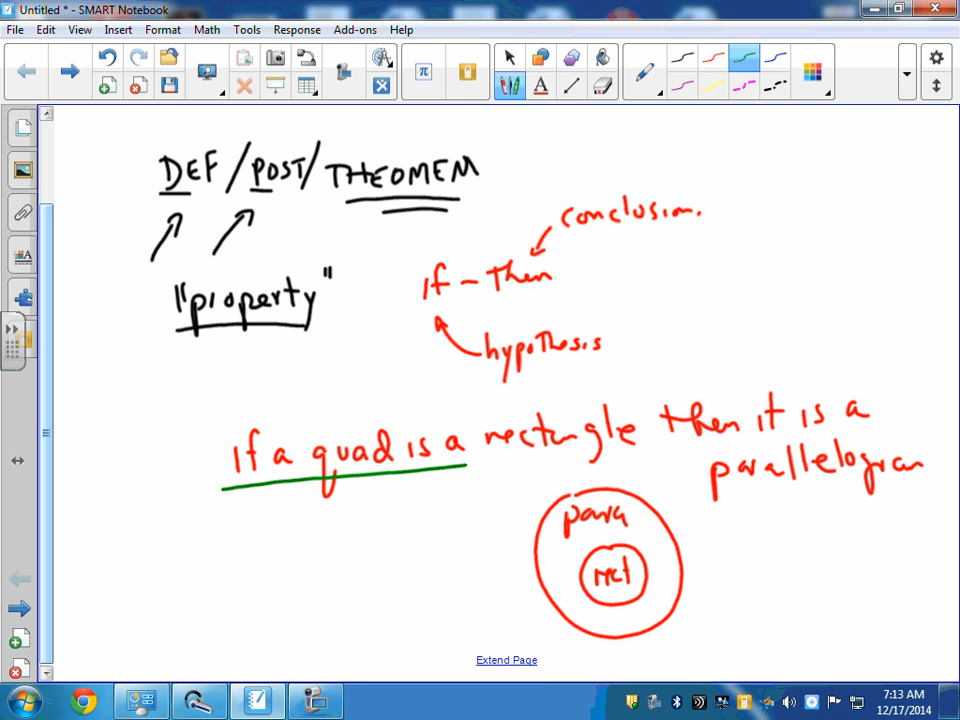 Untitled * - SMART Notebook
File Edit View Insert Format Math Tools Response Add-ons Help
DEF / POST / THEOMEM
conclusion.
if - Then
"property"
hypothesis
if a quad is a rectangle then it is a
parallelogram
para
rect
Extend Page
7:13 AM
12/17/2014